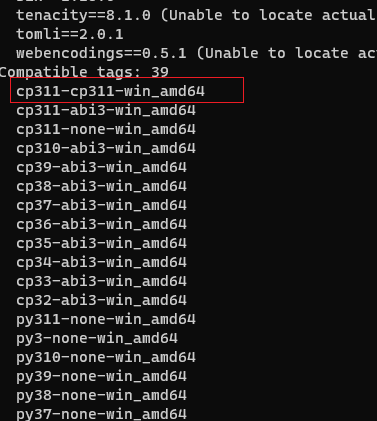 tenacity==8.1.0 (Unable to locate actual
tomli==2.0.1
webencodings==0.5.1 (Unable to locate act
Compatible tags: 39
cp311-cp311-win_amd64
cp311-abi3-win_amd64
cp311-none-win_amd64
cp310-abi3-win_amd64
cp39-abi3-win_amd64
cp38-abi3-win_amd64
cp37-abi3-win_amd64
cp36-abi3-win_amd64
cp35-abi3-win_amd64
cp34-abi3-win_amd64
cp33-abi3-win_amd64
cp32-abi3-win_amd64
py311-none-win_amd64
py3-none-win_amd64
py310-none-win_amd64
py39-none-win_amd64
py38-none-win_amd64
py37-none-win_amd64